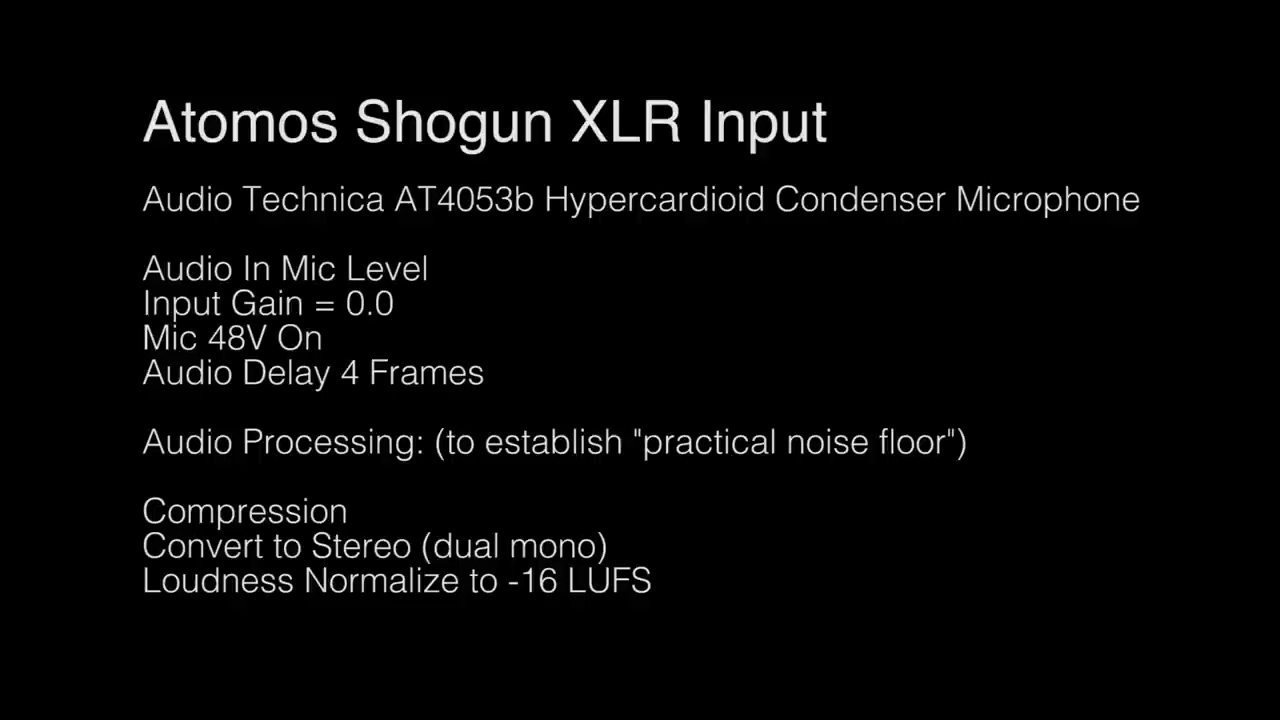 Atomos Shogun XLR Input
Audio Technica AT4053b Hypercardioid Condenser Microphone
Audio In Mic Level
Input Gain = 0.0
Mic 48V On
Audio Delay 4 Frames
Audio Processing: (to establish "practical noise floor")
Compression
Convert to Stereo (dual mono)
Loudness Normalize to -16 LUFS